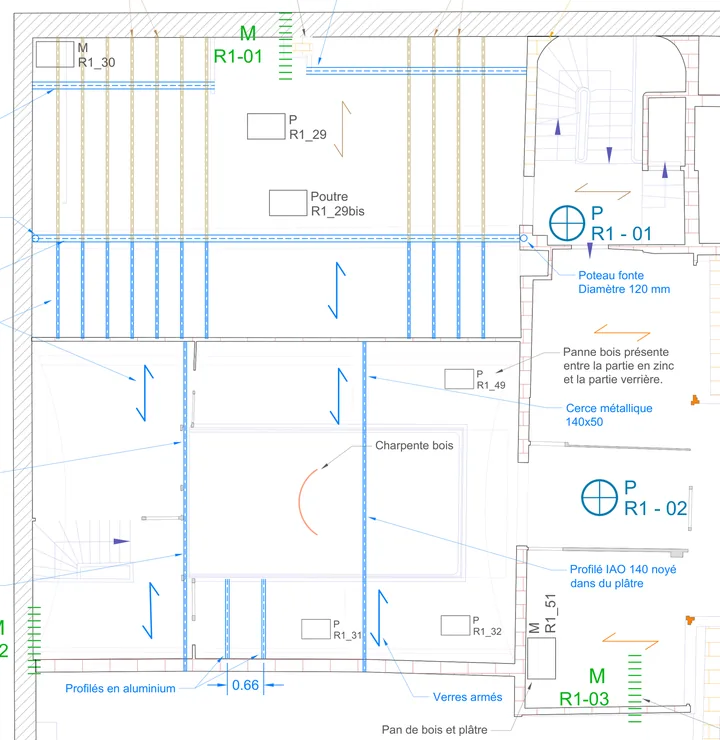 M
R1_30
M
R1-01
P
R1_29
Poutre
R1_29bis
P
R1 - 01
Poteau fonte
Diamètre 120 mm
Panne bois présente
entre la partie en zinc
et la partie verrière.
P
R1_49
Cerce métallique
140x50
Charpente bois
P
R1 - 02
Profilé IAO 140 noyé
dans du plâtre
M
R1_51
P
R1_31
P
R1_32
M
R1-03
Profilés en aluminium
0.66
Verres armés
Pan de bois et plâtre
2